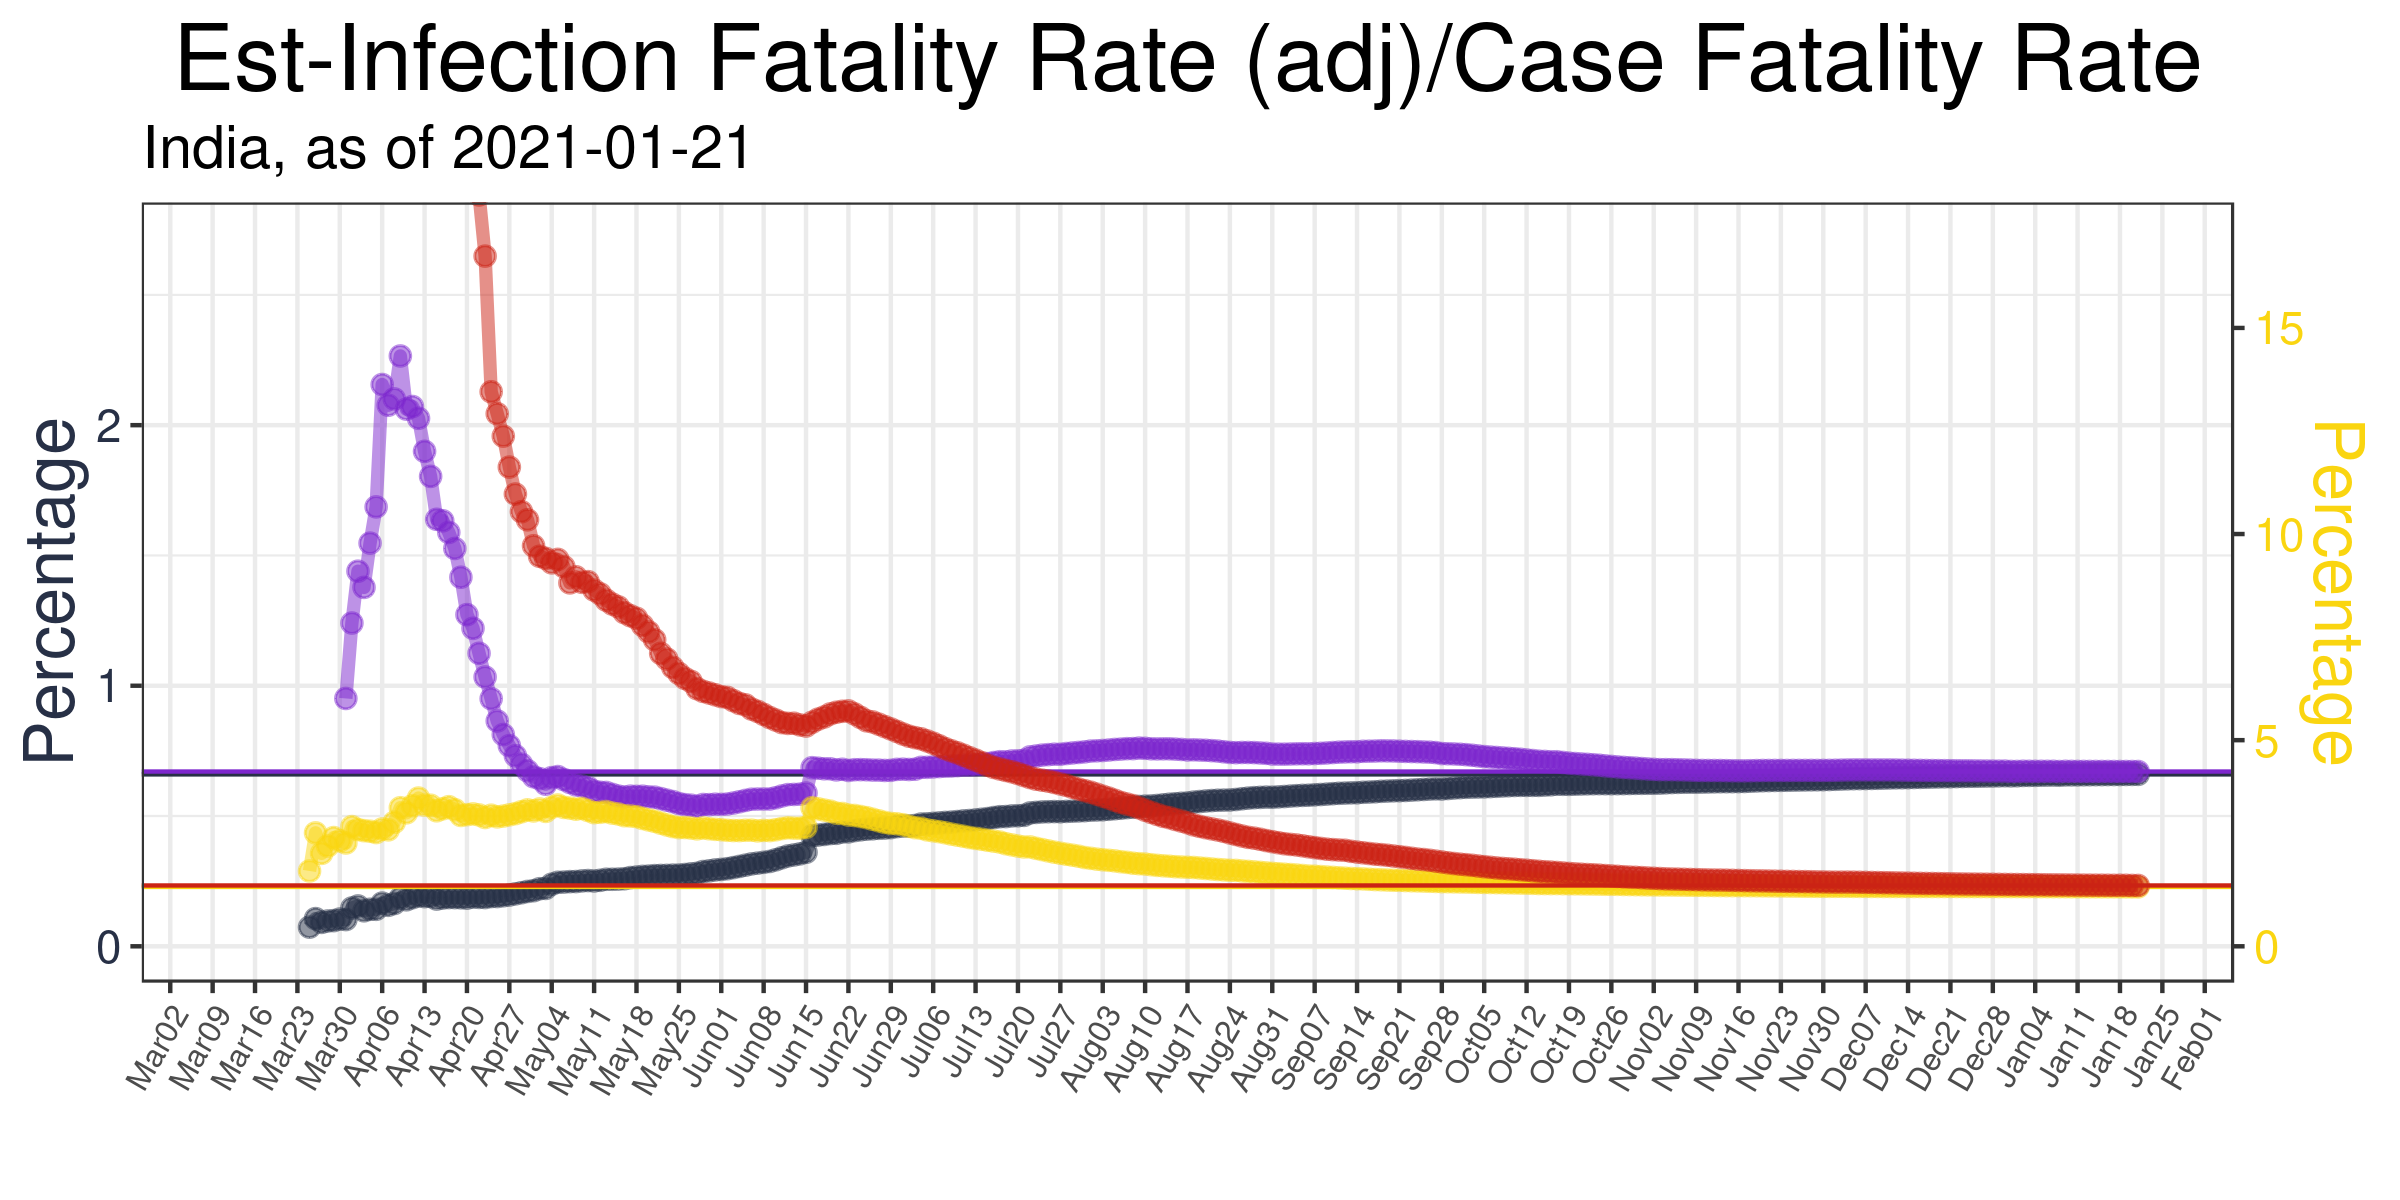 Est-Infection Fatality Rate (adj)/Case Fatality Rate
India, as of 2021-01-21
Percentage
2
1
0
15
10
5
0
Percentage
Mar02
Mar09
Mar16
Mar23
Mar30
Apr06
Apr13
Apr20
Apr27
May04
May11
May18
May25
Jun01
Jun08
Jun15
Jun22
Jun29
Jul06
Jul13
Jul20
Jul27
Aug03
Aug10
Aug17
Aug24
Aug31
Sep07
Sep14
Sep21
Sep28
Oct05
Oct12
Oct19
Oct26
Nov02
Nov09
Nov16
Nov23
Nov30
Dec07
Dec14
Dec21
Dec28
Jan04
Jan11
Jan18
Jan25
Feb01